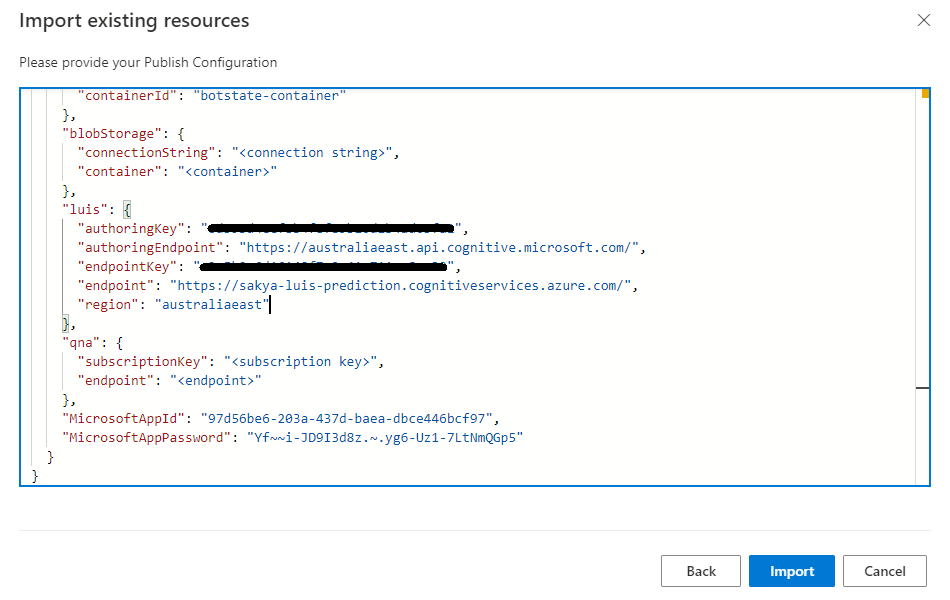 Import existing resources
Please provide your Publish Configuration
"containerId": "botstate-container"
},
"blobStorage": {
"connectionString": "<connection string>",
"container": "<container>"
},
"luis": {
"authoringKey": "",
"authoringEndpoint": "https://australiaeast.api.cognitive.microsoft.com/",
"endpointKey": "",
"endpoint": "https://sakya-luis-prediction.cognitiveservices.azure.com/",
"region": "australiaeast"
},
"qna": {
"subscriptionKey": "<subscription key>",
"endpoint": "<endpoint>"
},
"MicrosoftAppId": "97d56be6-203a-437d-baea-dbce446bcf97",
"MicrosoftAppPassword": "Yf~~i-JD9I3d8z.~.yg6-Uz1-7LtNmQGp5"
}
}
Back
Import
Cancel